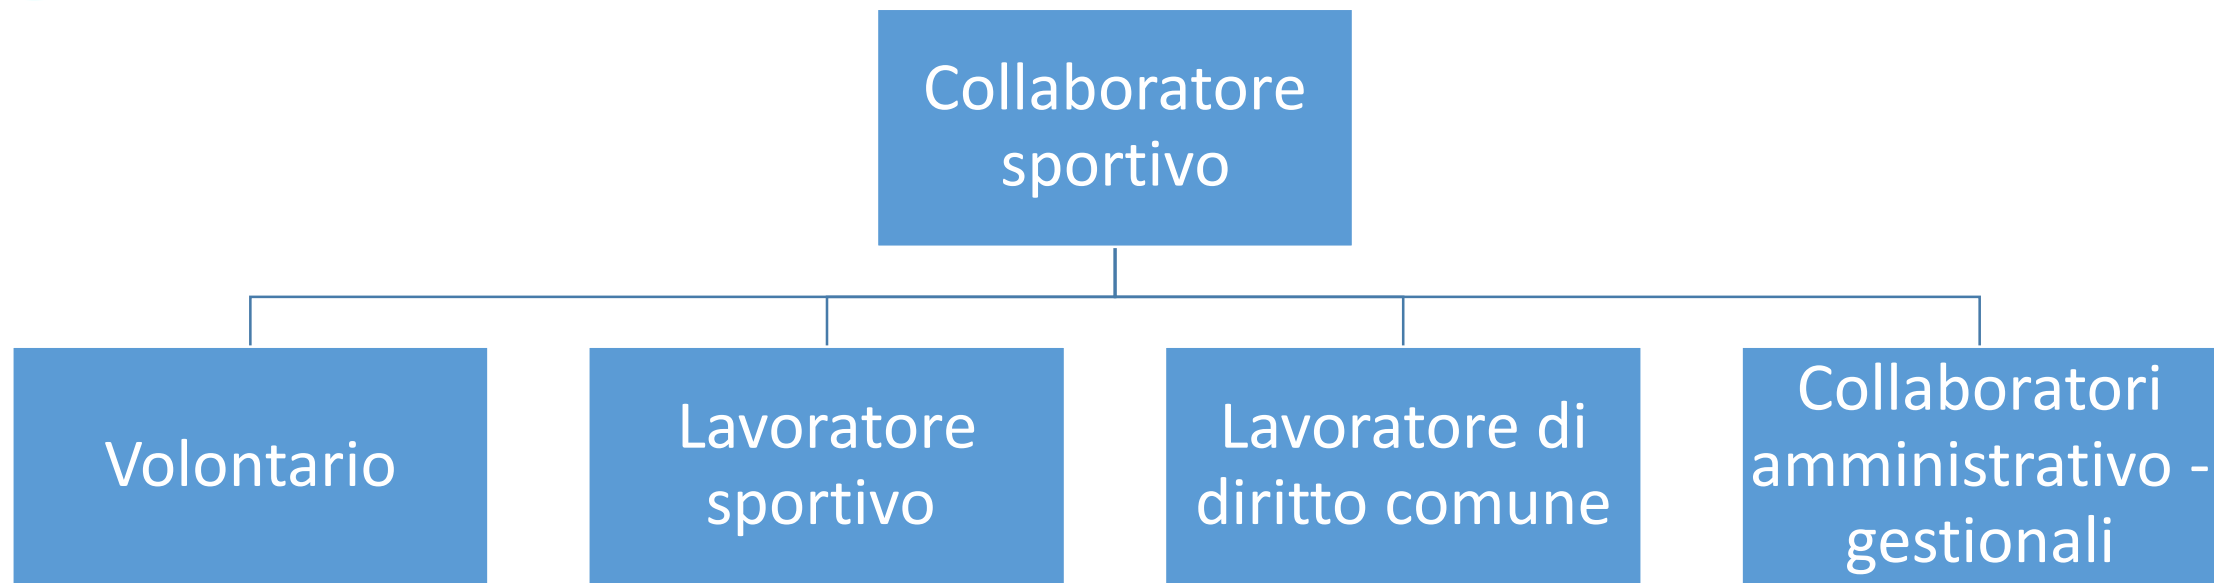 Collaboratore
sportivo
Volontario
Lavoratore
sportivo
Lavoratore di
diritto comune
Collaboratori
amministrativo -
gestionali